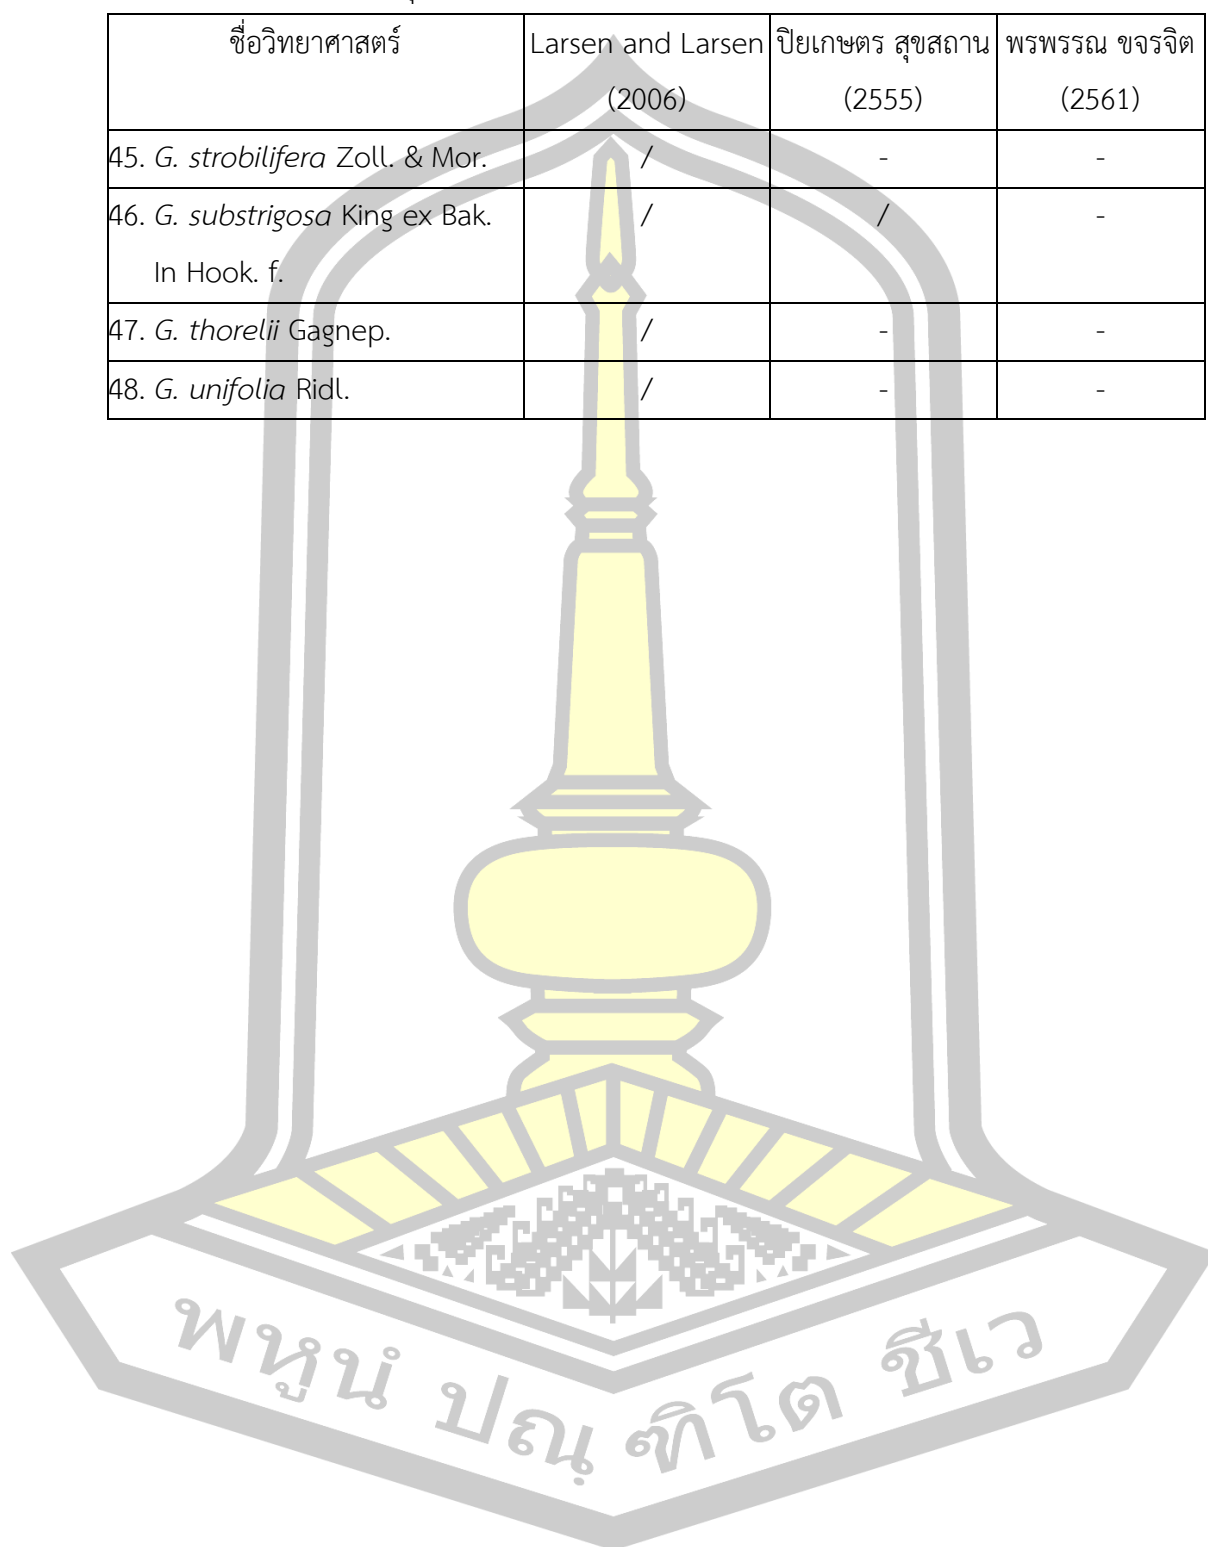 ชื่อวิทยาศาสตร์ Larsen and Larsen (2006) ปิยเกษตร สุขสถาน (2555) พรพรรณ ขจรจิต (2561)
45. G. strobilifera Zoll. & Mor. / - -
46. G. substrigosa King ex Bak. / / -
In Hook. f.
47. G. thorelii Gagnep. / - -
48. G. unifolia Ridl. / - -
พหูนํ ปณฺฑิโต ชีเว